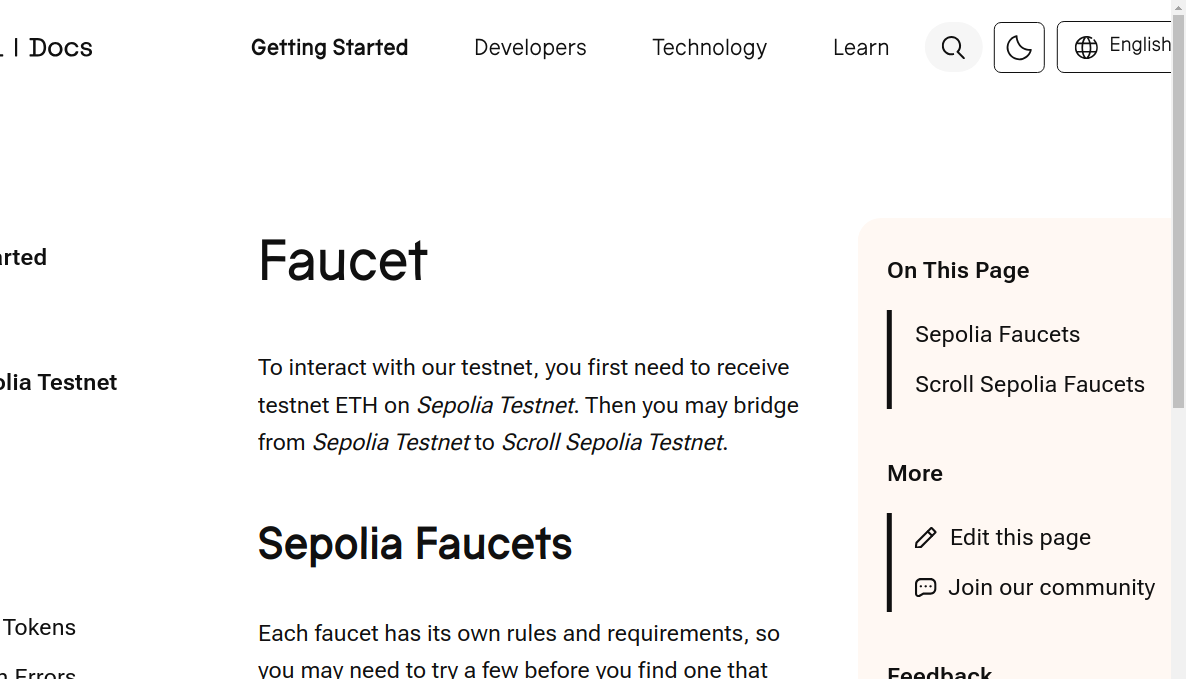 | Docs
Getting Started
Developers
Technology
Learn
English
Faucet
To interact with our testnet, you first need to receive
testnet ETH on Sepolia Testnet. Then you may bridge
from Sepolia Testnet to Scroll Sepolia Testnet.
Sepolia Faucets
Each faucet has its own rules and requirements, so
you may need to try a few before you find one that
Testnet
Tokens
Errors
On This Page
Sepolia Faucets
Scroll Sepolia Faucets
More
Edit this page
Join our community
Feedback